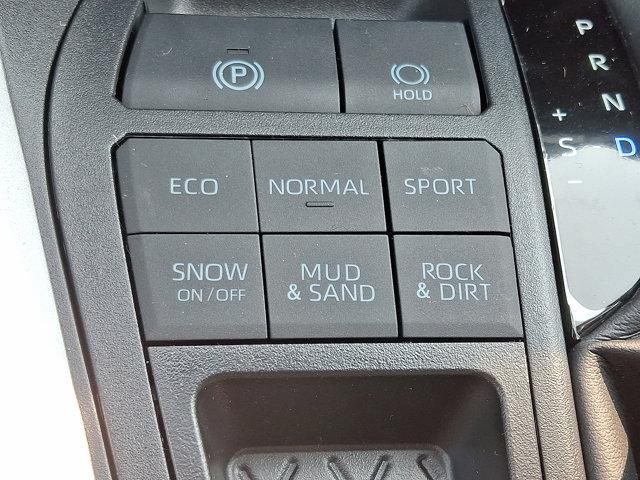 P
HOLD
P
R
N
+
S
D
-
ECO
NORMAL
SPORT
SNOW
ON/OFF
MUD
& SAND
ROCK
& DIRT